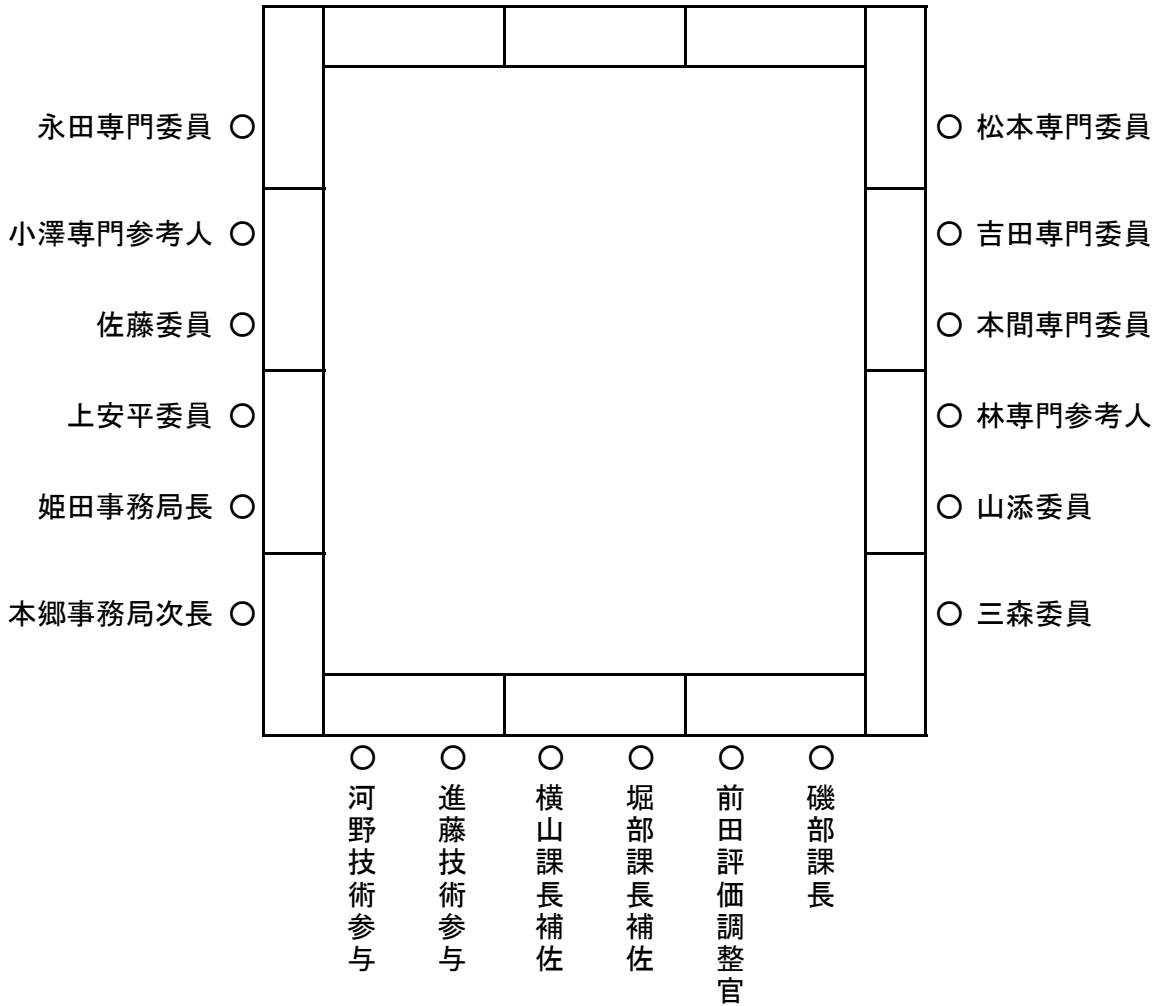 永田専門委員 ○
小澤専門参考人 ○
佐藤委員 ○
上安平委員 ○
姫田事務局長 ○
本郷事務局次長 ○
○ 松本専門委員
○ 吉田専門委員
○ 本間専門委員
○ 林専門参考人
○ 山添委員
○ 三森委員
○ 河野技術参与
○ 進藤技術参与
○ 横山課長補佐
○ 堀部課長補佐
○ 前田評価調整官
○ 磯部課長